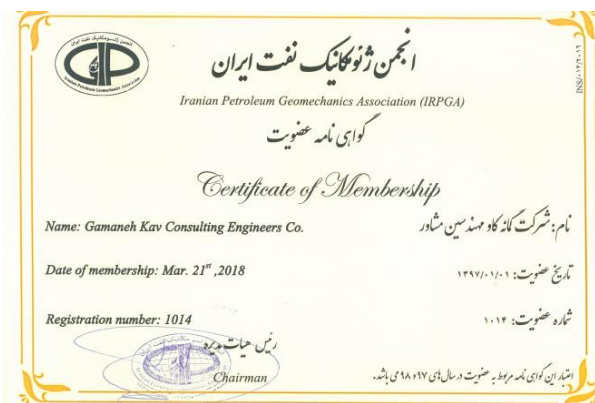 انجمن ژئومکانیک نفت ایران
Iranian Petroleum Geomechanics Association (IRPGA)
گواهی نامه عضویت
Certificate of Membership
Name: Gamaneh Kav Consulting Engineers Co.
نام: شرکت گمانه کاو مهندسین مشاور
Date of membership: Mar. 21st ,2018
تاریخ عضویت: ۱۳۹۷/۰۱/۰۱
Registration number: 1014
شماره عضویت: ۱۰۱۴
رئیس هیات مدیره
Chairman
اعتبار این گواهی نامه مربوط به عضویت در سال های ۹۷ و ۹۸ می باشد.